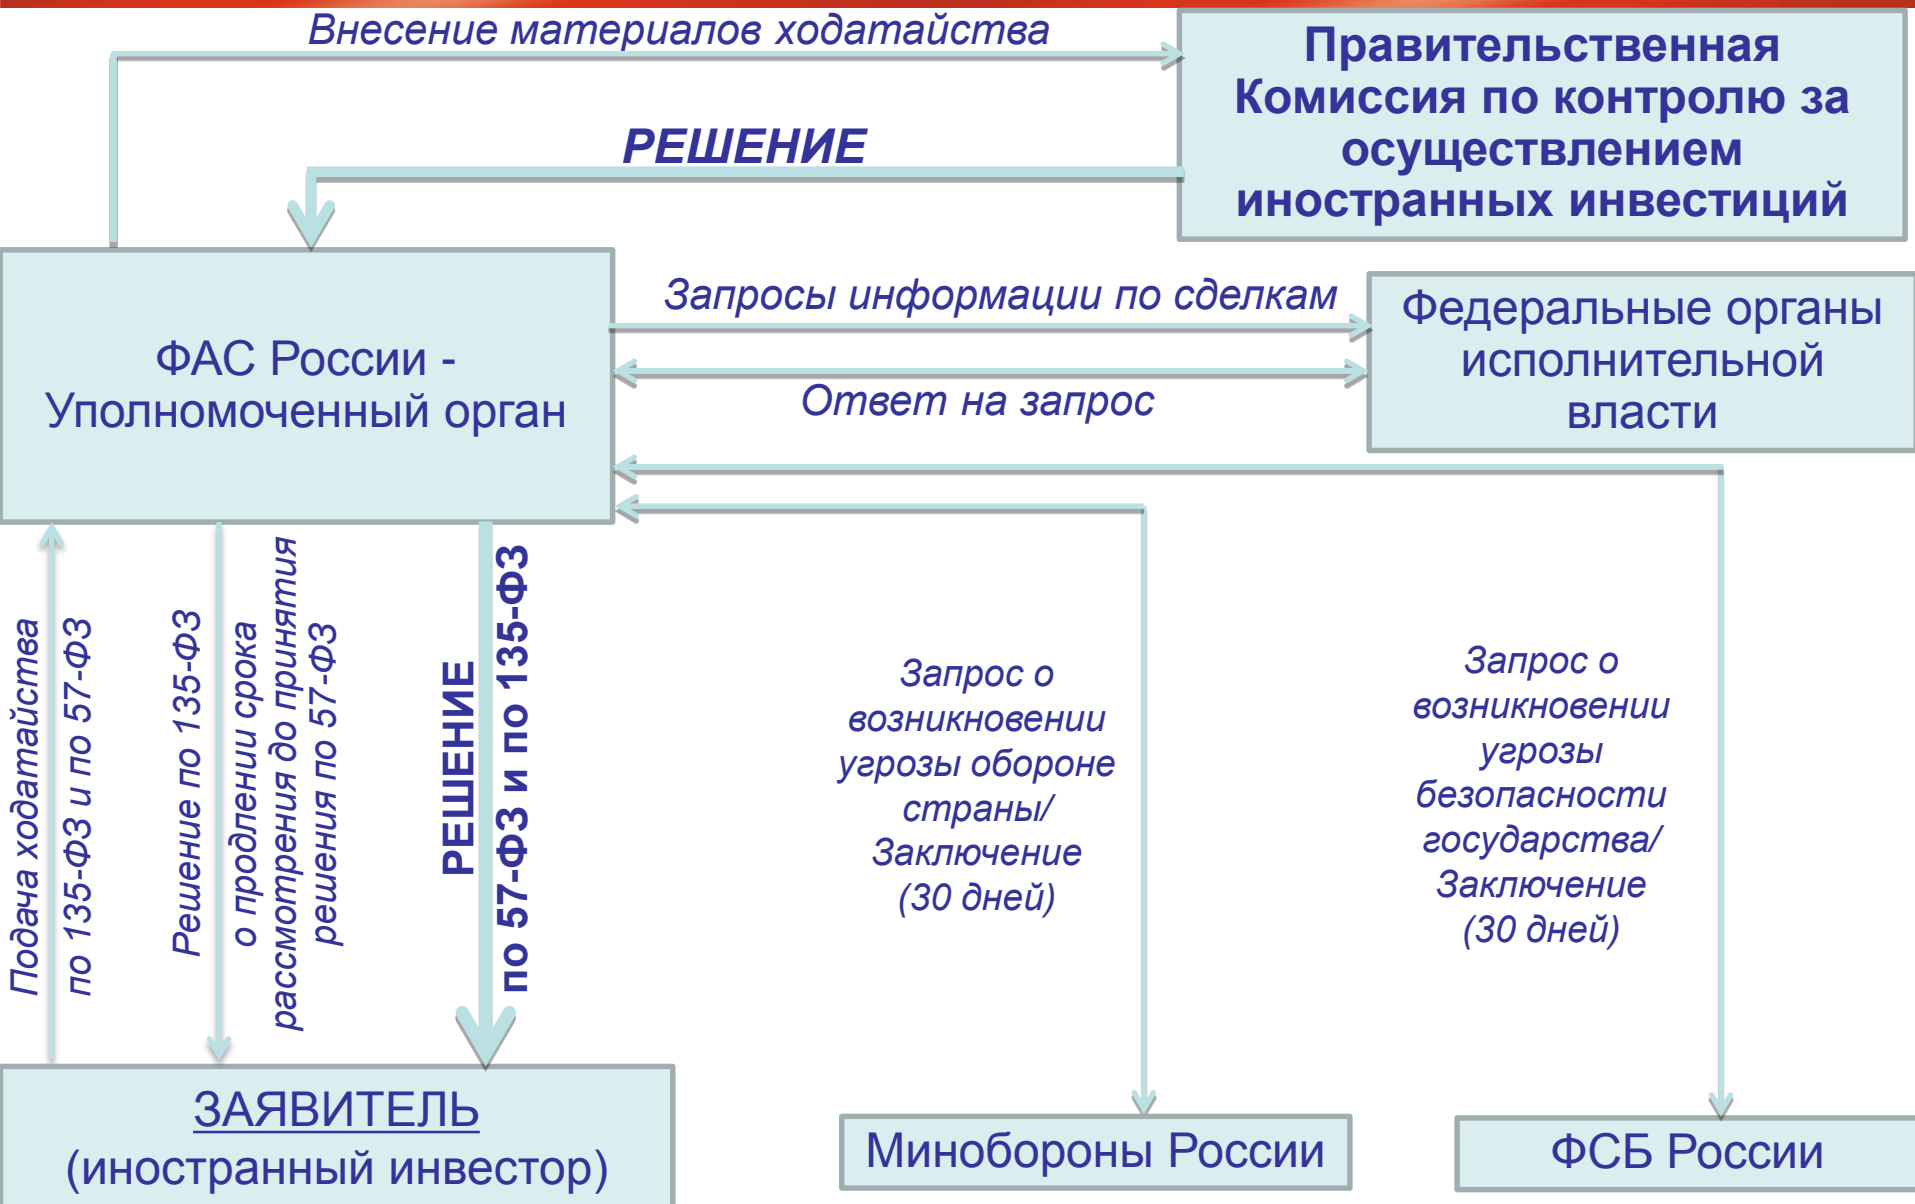 Внесение материалов ходатайства
Правительственная
Комиссия по контролю за
осуществлением
иностранных инвестиций
РЕШЕНИЕ
ФАС России -
Уполномоченный орган
Запросы информации по сделкам
Ответ на запрос
Федеральные органы
исполнительной
власти
Подача ходатайства
по 135-ФЗ и по 57-ФЗ
Решение по 135-ФЗ
о продлении срока
рассмотрения до принятия
решения по 57-ФЗ
РЕШЕНИЕ
по 57-ФЗ и по 135-ФЗ
Запрос о
возникновении
угрозы обороне
страны/
Заключение
(30 дней)
Запрос о
возникновении
угрозы
безопасности
государства/
Заключение
(30 дней)
ЗАЯВИТЕЛЬ
(иностранный инвестор)
Минобороны России
ФСБ России